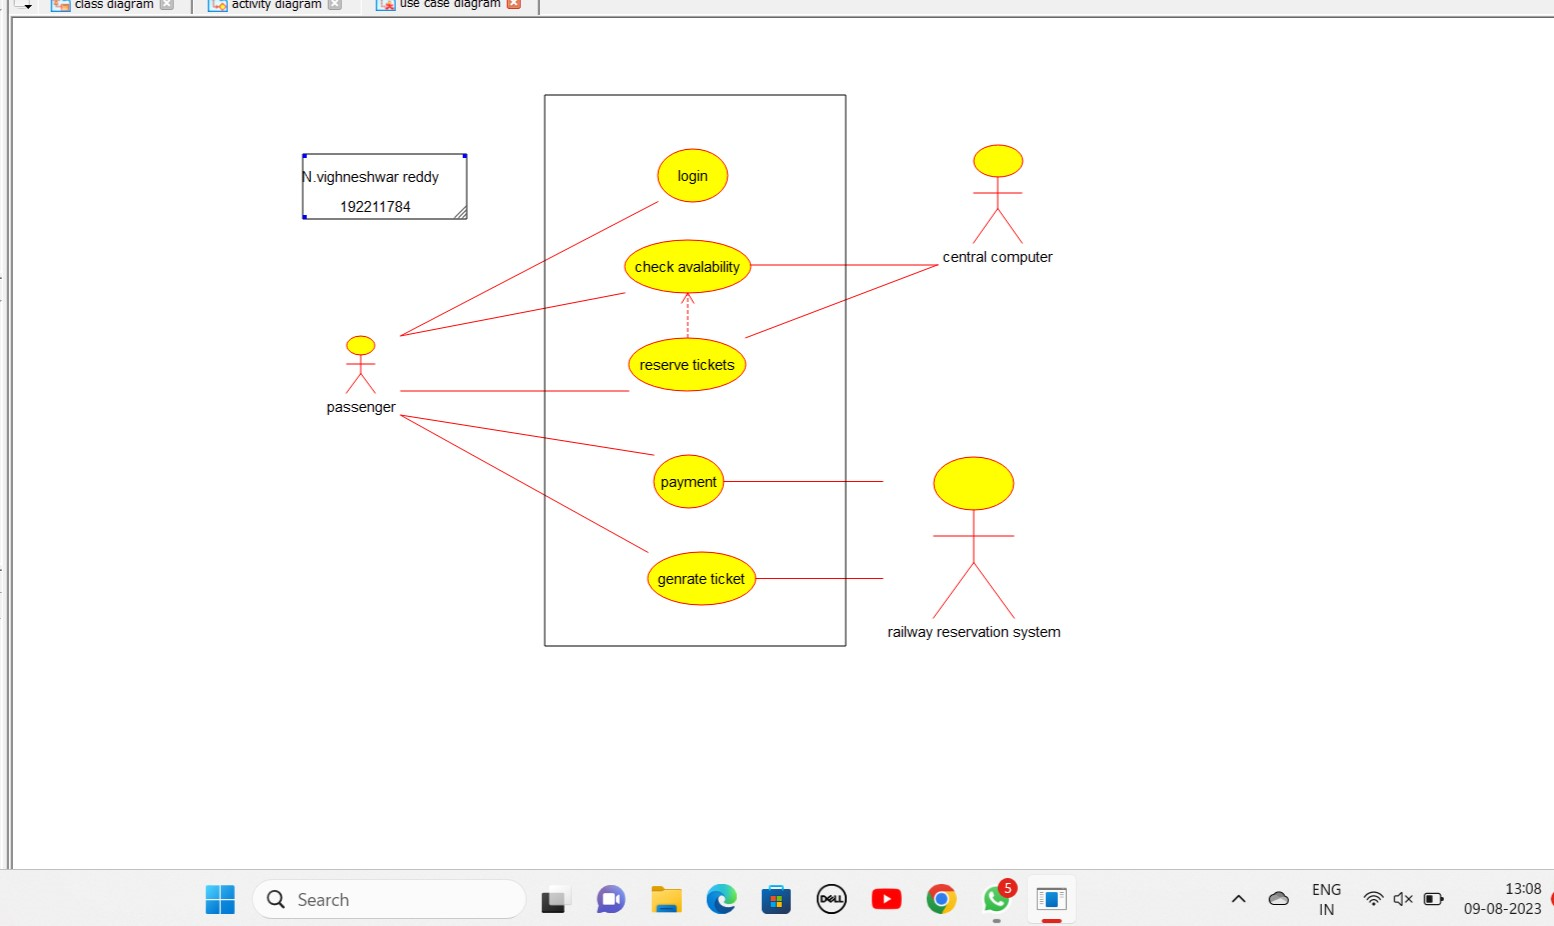 class diagram
activity diagram
use case diagram
N.vighneshwar reddy
192211784
login
check avalability
central computer
reserve tickets
passenger
payment
genrate ticket
railway reservation system
Search
DELL
5
ENG
IN
13:08
09-08-2023